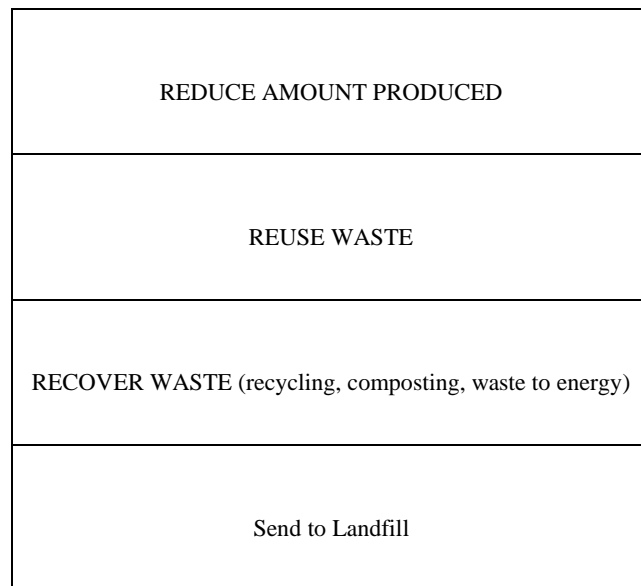 REDUCE AMOUNT PRODUCED
REUSE WASTE
RECOVER WASTE (recycling, composting, waste to energy)
Send to Landfill